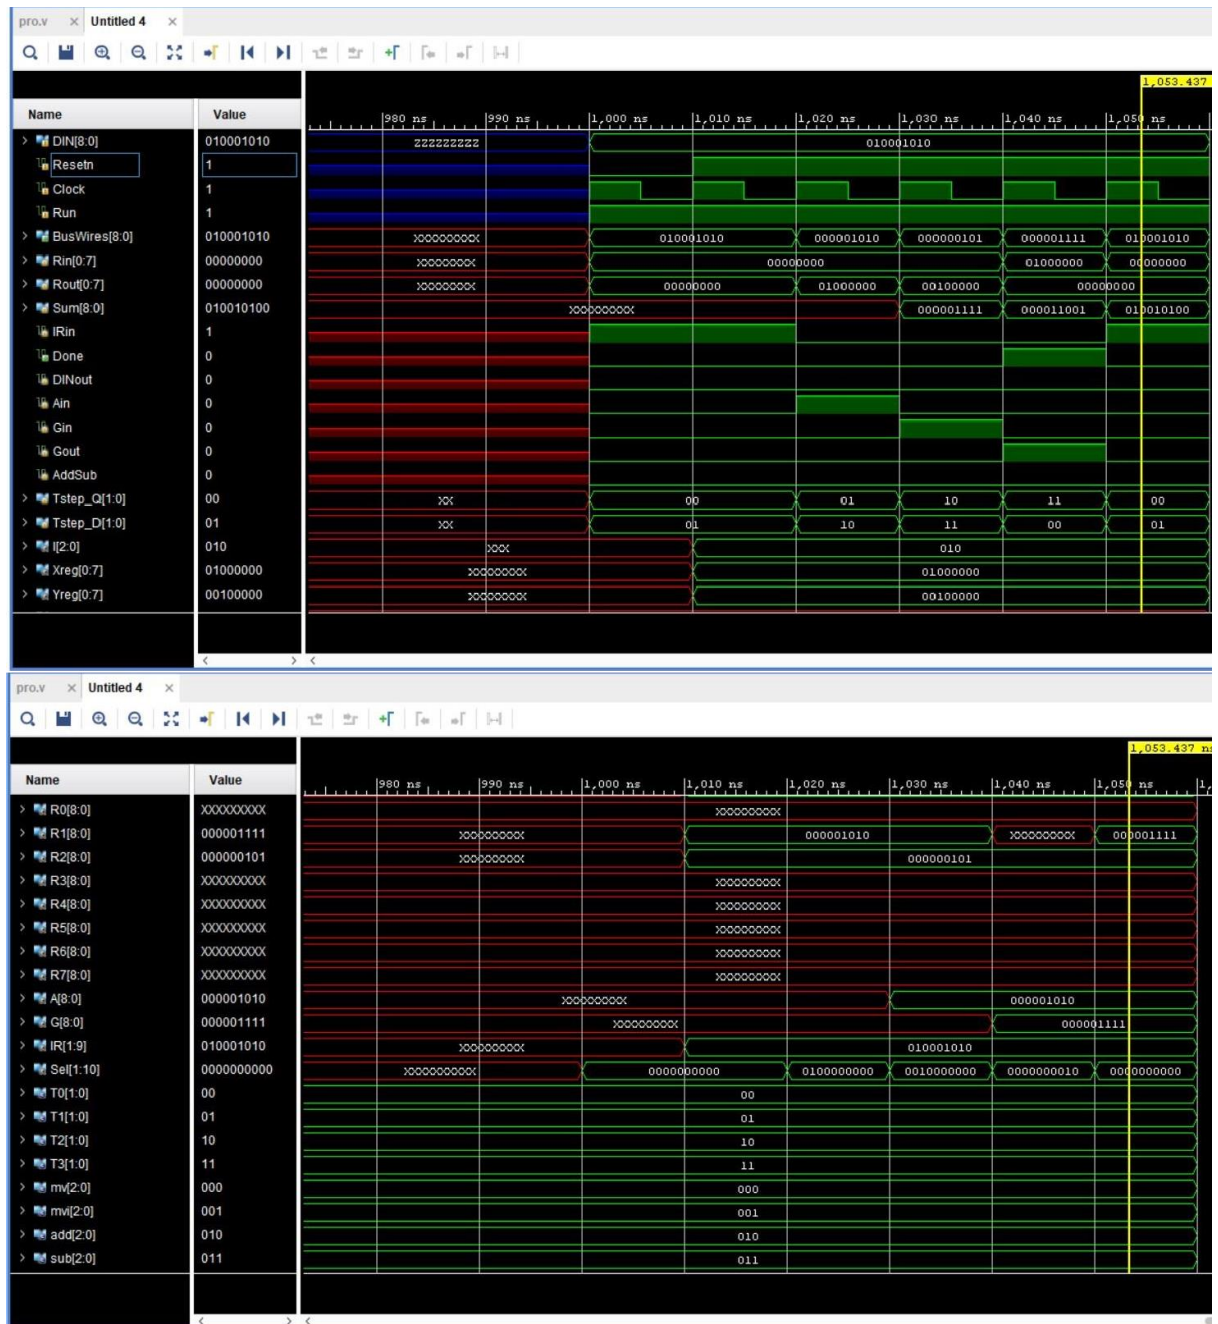 pro.v × Untitled 4 ×
1,053.437
Name Value
980 ns 990 ns 1,000 ns 1,010 ns 1,020 ns 1,030 ns 1,040 ns 1,050 ns
DIN[8:0] 010001010 ZZZZZZZZZ 010001010
Resetn 1
Clock 1
Run 1
BusWires[8:0] 010001010 XXXXXXXXX 010001010 000001010 000000101 000001111 010001010
Rin[0:7] 00000000 XXXXXXXX 00000000 01000000 00000000
Rout[0:7] 00000000 XXXXXXXX 00000000 01000000 00100000 00000000
Sum[8:0] 010010100 XXXXXXXXX 000001111 000011001 010010100
IRin 1
Done 0
DINout 0
Ain 0
Gin 0
Gout 0
AddSub 0
Tstep_Q[1:0] 00 XX 00 01 10 11 00
Tstep_D[1:0] 01 XX 01 10 11 00 01
I[2:0] 010 XXX 010
Xreg[0:7] 01000000 XXXXXXXX 01000000
Yreg[0:7] 00100000 XXXXXXXX 00100000
pro.v × Untitled 4 ×
1,053.437 ns
Name Value
980 ns 990 ns 1,000 ns 1,010 ns 1,020 ns 1,030 ns 1,040 ns 1,050 ns
R0[8:0] XXXXXXXXX XXXXXXXXX
R1[8:0] 000001111 XXXXXXXXX 000001010 XXXXXXXXX 000001111
R2[8:0] 000000101 XXXXXXXXX 000000101
R3[8:0] XXXXXXXXX XXXXXXXXX
R4[8:0] XXXXXXXXX XXXXXXXXX
R5[8:0] XXXXXXXXX XXXXXXXXX
R6[8:0] XXXXXXXXX XXXXXXXXX
R7[8:0] XXXXXXXXX XXXXXXXXX
A[8:0] 000001010 XXXXXXXXX 000001010
G[8:0] 000001111 XXXXXXXXX 000001111
IR[1:9] 010001010 XXXXXXXXX 010001010
Sel[1:10] 0000000000 XXXXXXXXXX 0000000000 0100000000 0010000000 0000000010 0000000000
T0[1:0] 00 00
T1[1:0] 01 01
T2[1:0] 10 10
T3[1:0] 11 11
mv[2:0] 000 000
mvi[2:0] 001 001
add[2:0] 010 010
sub[2:0] 011 011